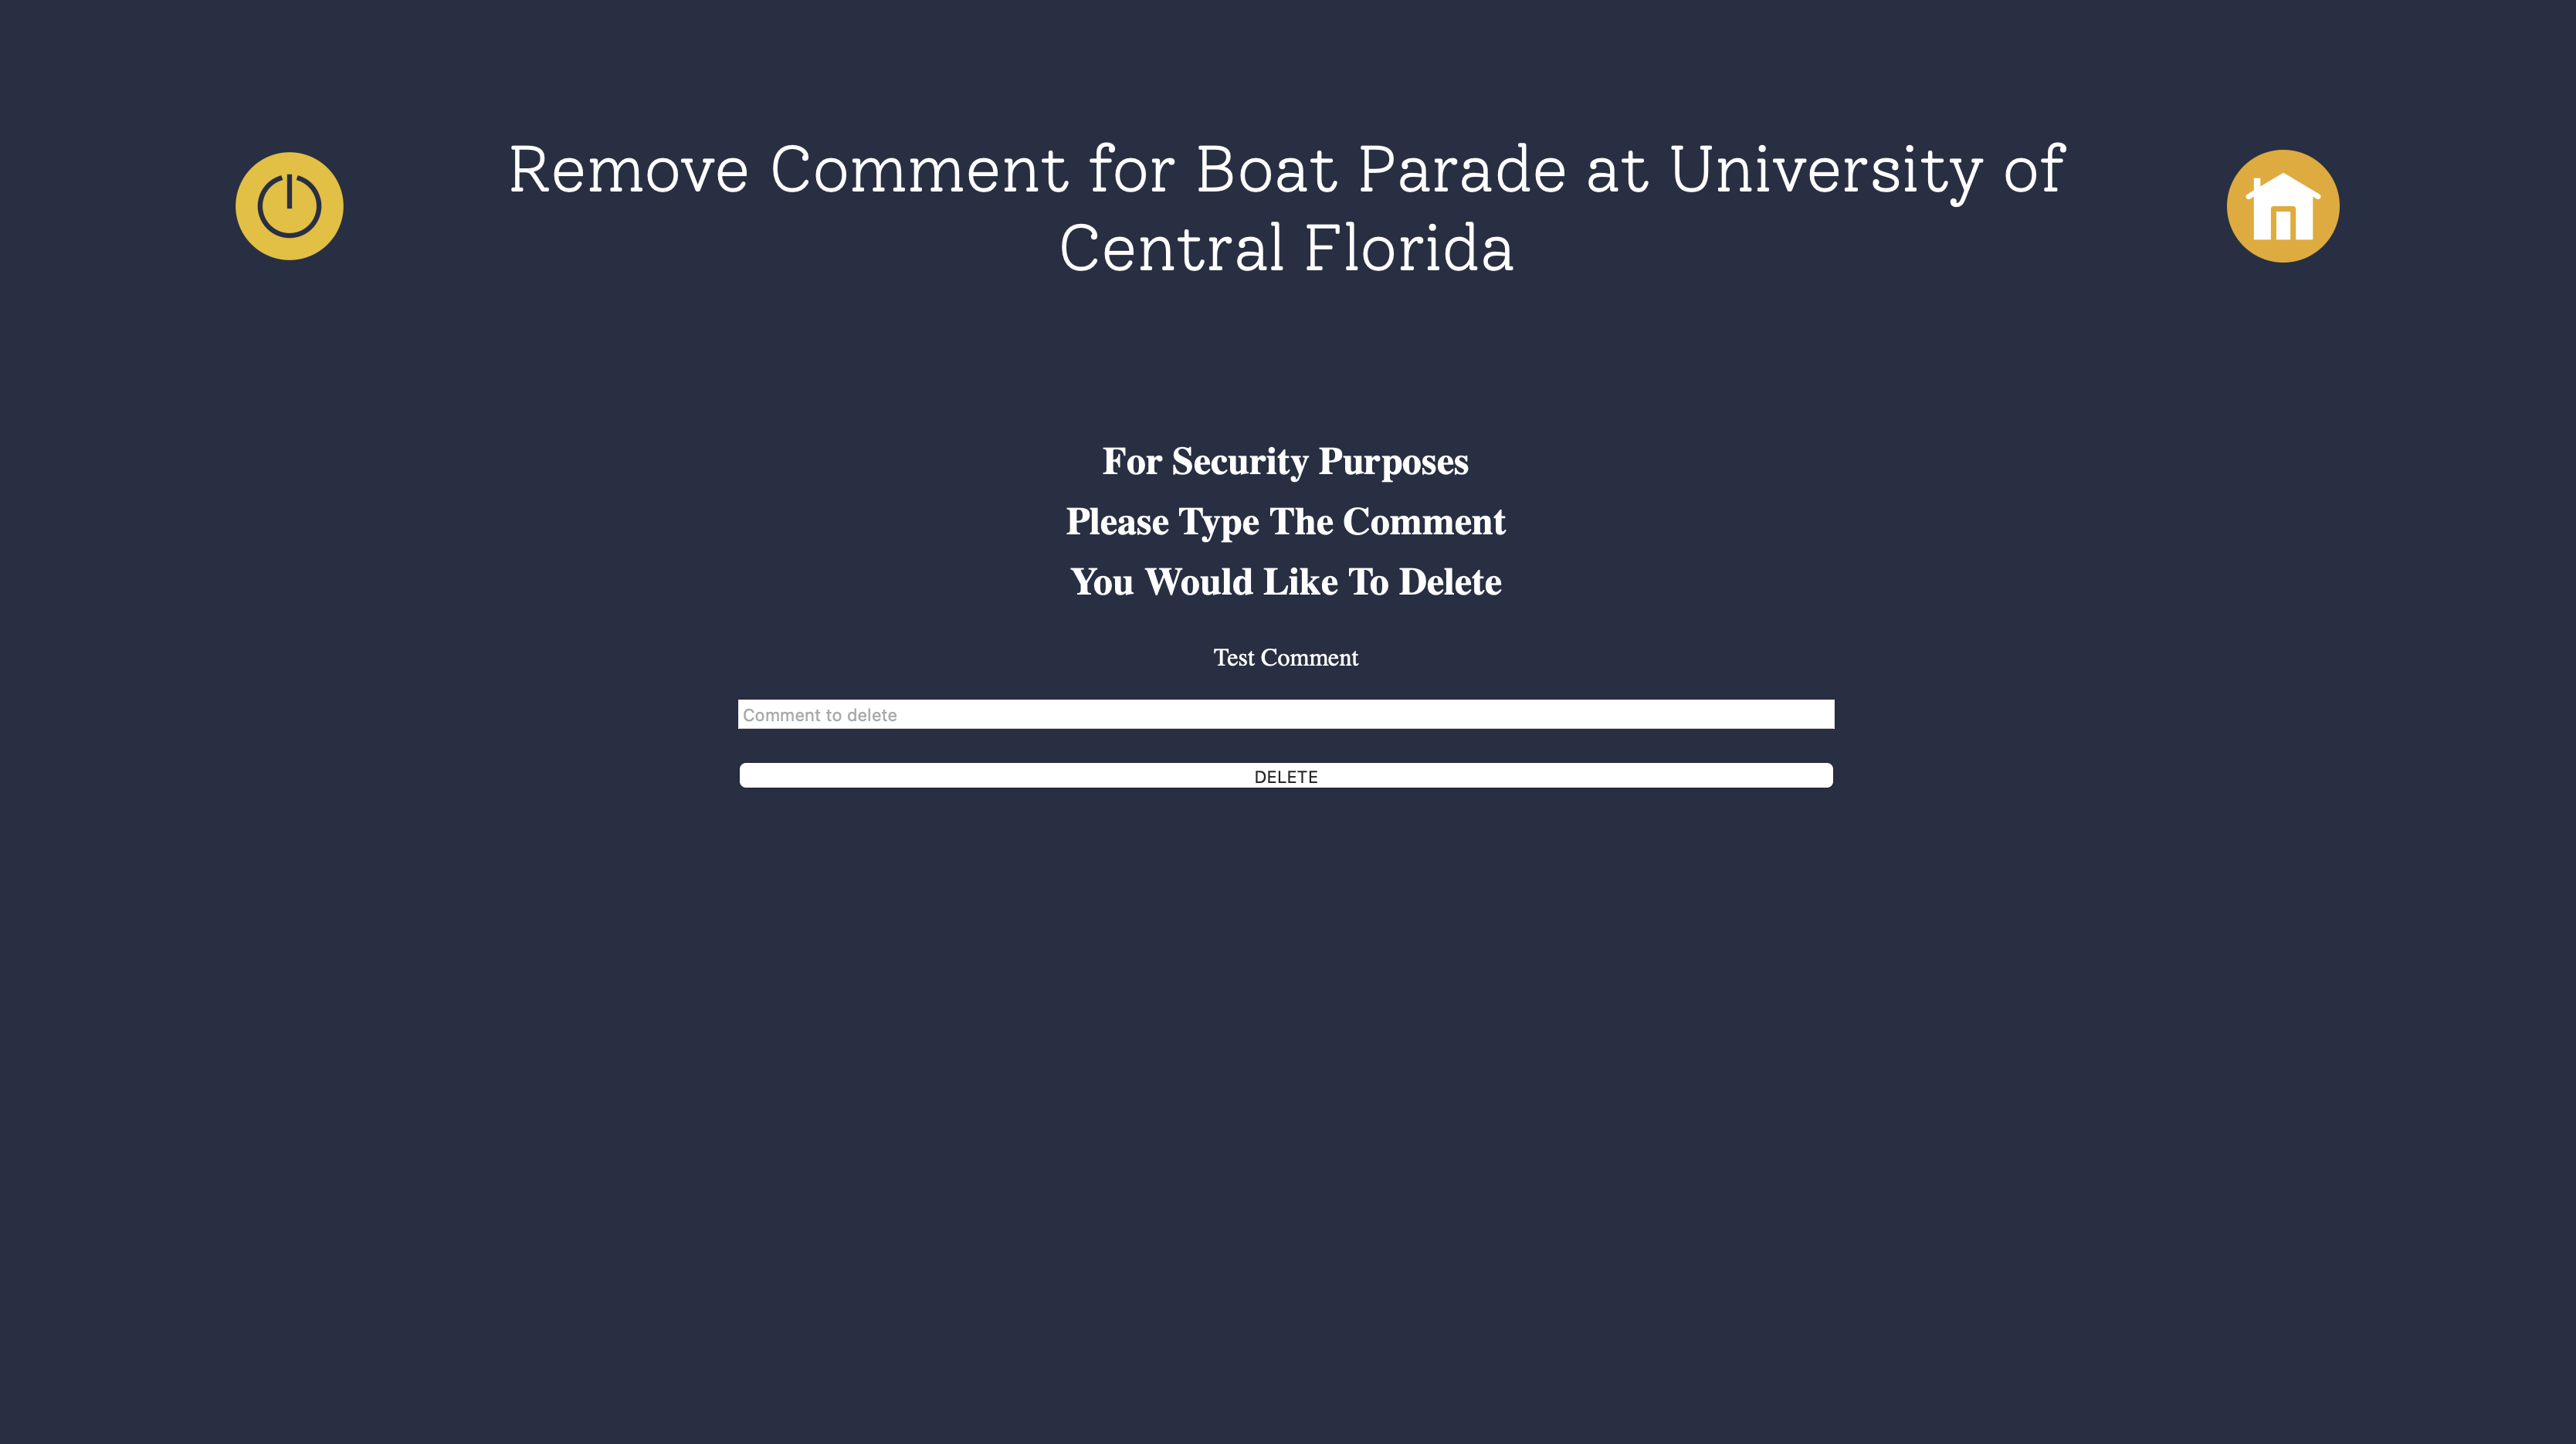 Remove Comment for Boat Parade at University of
Central Florida
For Security Purposes
Please Type The Comment
You Would Like To Delete
Test Comment
Comment to delete
DELETE